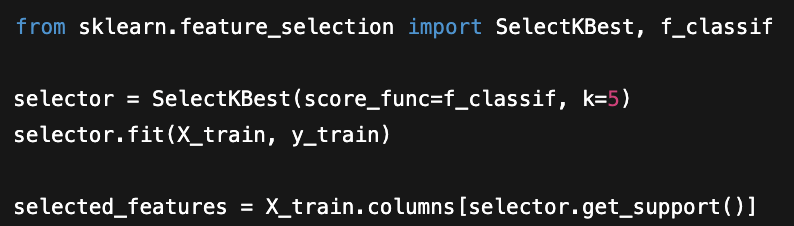 from sklearn.feature_selection import SelectKBest, f_classif
selector = SelectKBest(score_func=f_classif, k=5)
selector.fit(X_train, y_train)
selected_features = X_train.columns[selector.get_support()]